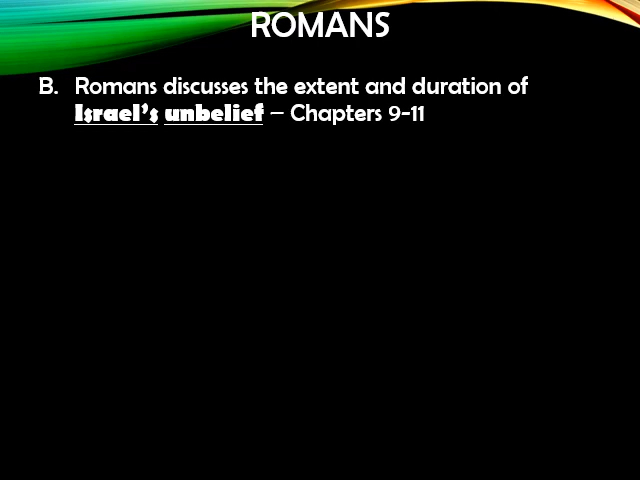 ROMANS
B. Romans discusses the extent and duration of
Israel's unbelief – Chapters 9-11